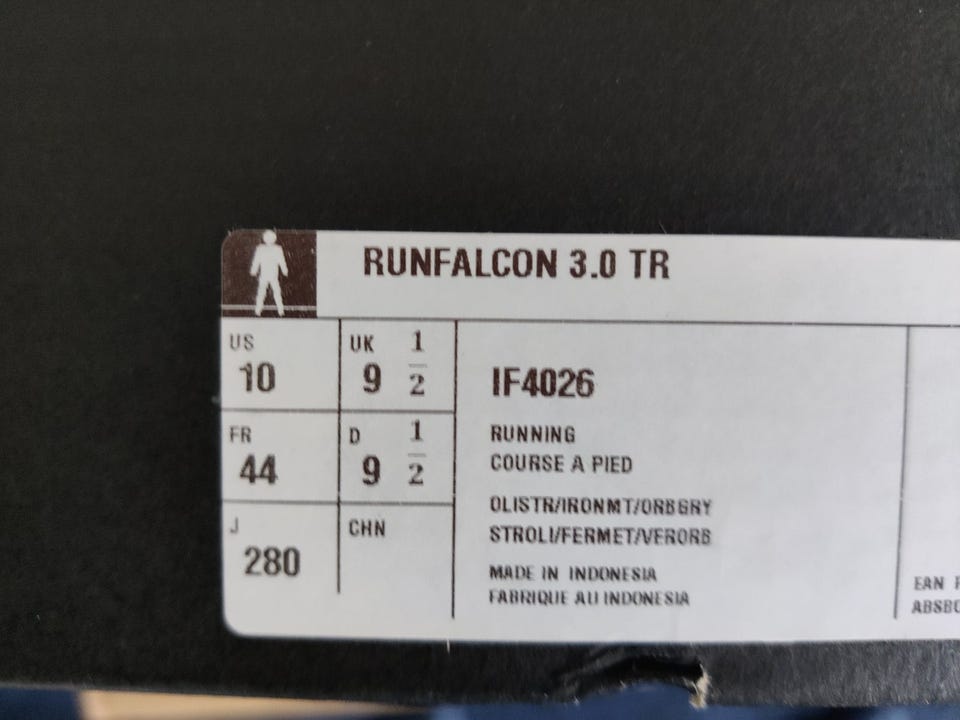 RUNFALCON 3.0 TR
US
10
UK
9 1/2
FR
44
D
9 1/2
J
280
CHN
IF4026
RUNNING
COURSE A PIED
OLISTR/IRONMT/ORBGRY
STROLI/FERMET/VERORB
MADE IN INDONESIA
FABRIQUE AU INDONESIA
EAN